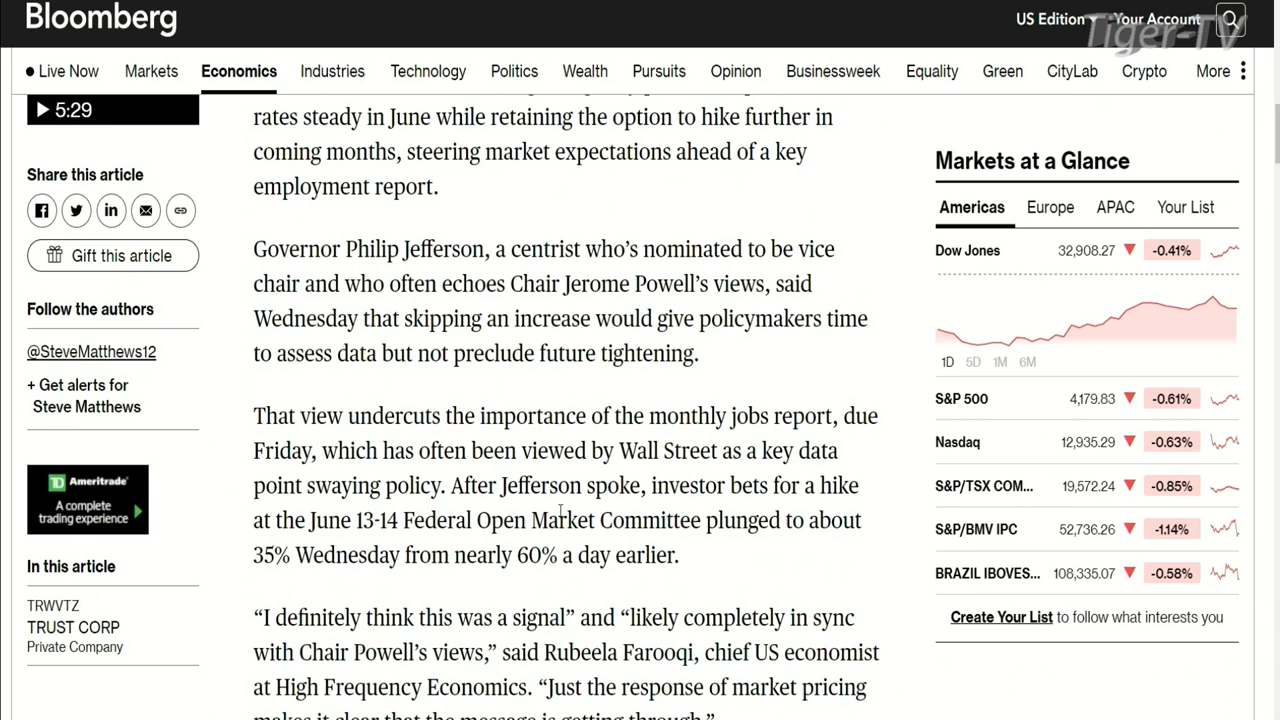 Bloomberg
US Edition
Your Account
Tiger-TV
Live Now
Markets
Economics
Industries
Technology
Politics
Wealth
Pursuits
Opinion
Businessweek
Equality
Green
CityLab
Crypto
More
5:29
Share this article
Gift this article
Follow the authors
@SteveMatthews12
+ Get alerts for
Steve Matthews
TD Ameritrade
A complete
trading experience
In this article
TRWVTZ
TRUST CORP
Private Company
rates steady in June while retaining the option to hike further in
coming months, steering market expectations ahead of a key
employment report.
Governor Philip Jefferson, a centrist who’s nominated to be vice
chair and who often echoes Chair Jerome Powell’s views, said
Wednesday that skipping an increase would give policymakers time
to assess data but not preclude future tightening.
That view undercuts the importance of the monthly jobs report, due
Friday, which has often been viewed by Wall Street as a key data
point swaying policy. After Jefferson spoke, investor bets for a hike
at the June 13-14 Federal Open Market Committee plunged to about
35% Wednesday from nearly 60% a day earlier.
“I definitely think this was a signal” and “likely completely in sync
with Chair Powell’s views,” said Rubeela Farooqi, chief US economist
at High Frequency Economics. “Just the response of market pricing
makes it clear that the message is getting through.”
Markets at a Glance
Americas
Europe
APAC
Your List
Dow Jones 32,908.27 -0.41%
1D 5D 1M 6M
S&P 500 4,179.83 -0.61%
Nasdaq 12,935.29 -0.63%
S&P/TSX COM... 19,572.24 -0.85%
S&P/BMV IPC 52,736.26 -1.14%
BRAZIL IBOVES... 108,335.07 -0.58%
Create Your List to follow what interests you